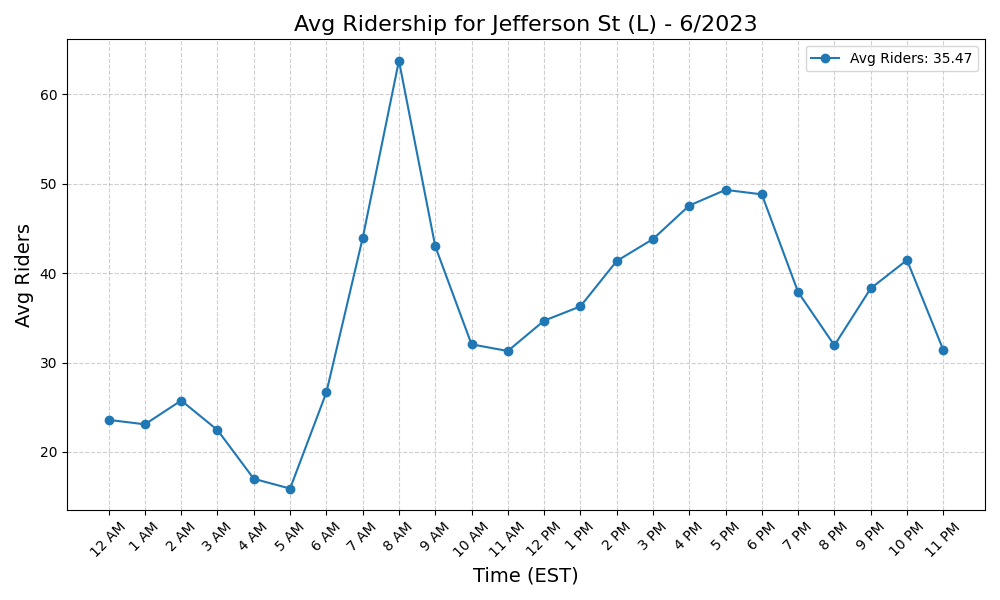 Avg Ridership for Jefferson St (L) - 6/2023
Avg Riders: 35.47
Avg Riders
60
50
40
30
20
12 AM
1 AM
2 AM
3 AM
4 AM
5 AM
6 AM
7 AM
8 AM
9 AM
10 AM
11 AM
12 PM
1 PM
2 PM
3 PM
4 PM
5 PM
6 PM
7 PM
8 PM
9 PM
10 PM
11 PM
Time (EST)